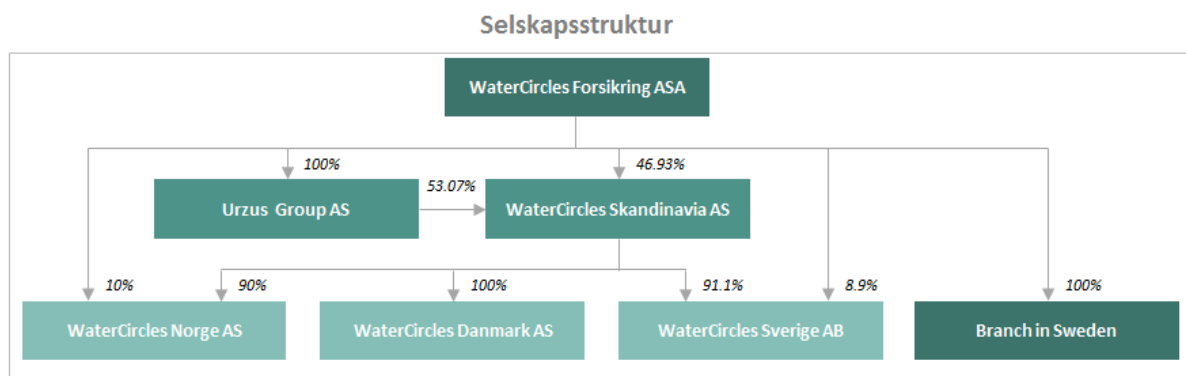 Selskapsstruktur
WaterCircles Forsikring ASA
100%
46.93%
53.07%
Urzus Group AS
WaterCircles Skandinavia AS
10%
90%
100%
91.1%
8.9%
100%
WaterCircles Norge AS
WaterCircles Danmark AS
WaterCircles Sverige AB
Branch in Sweden